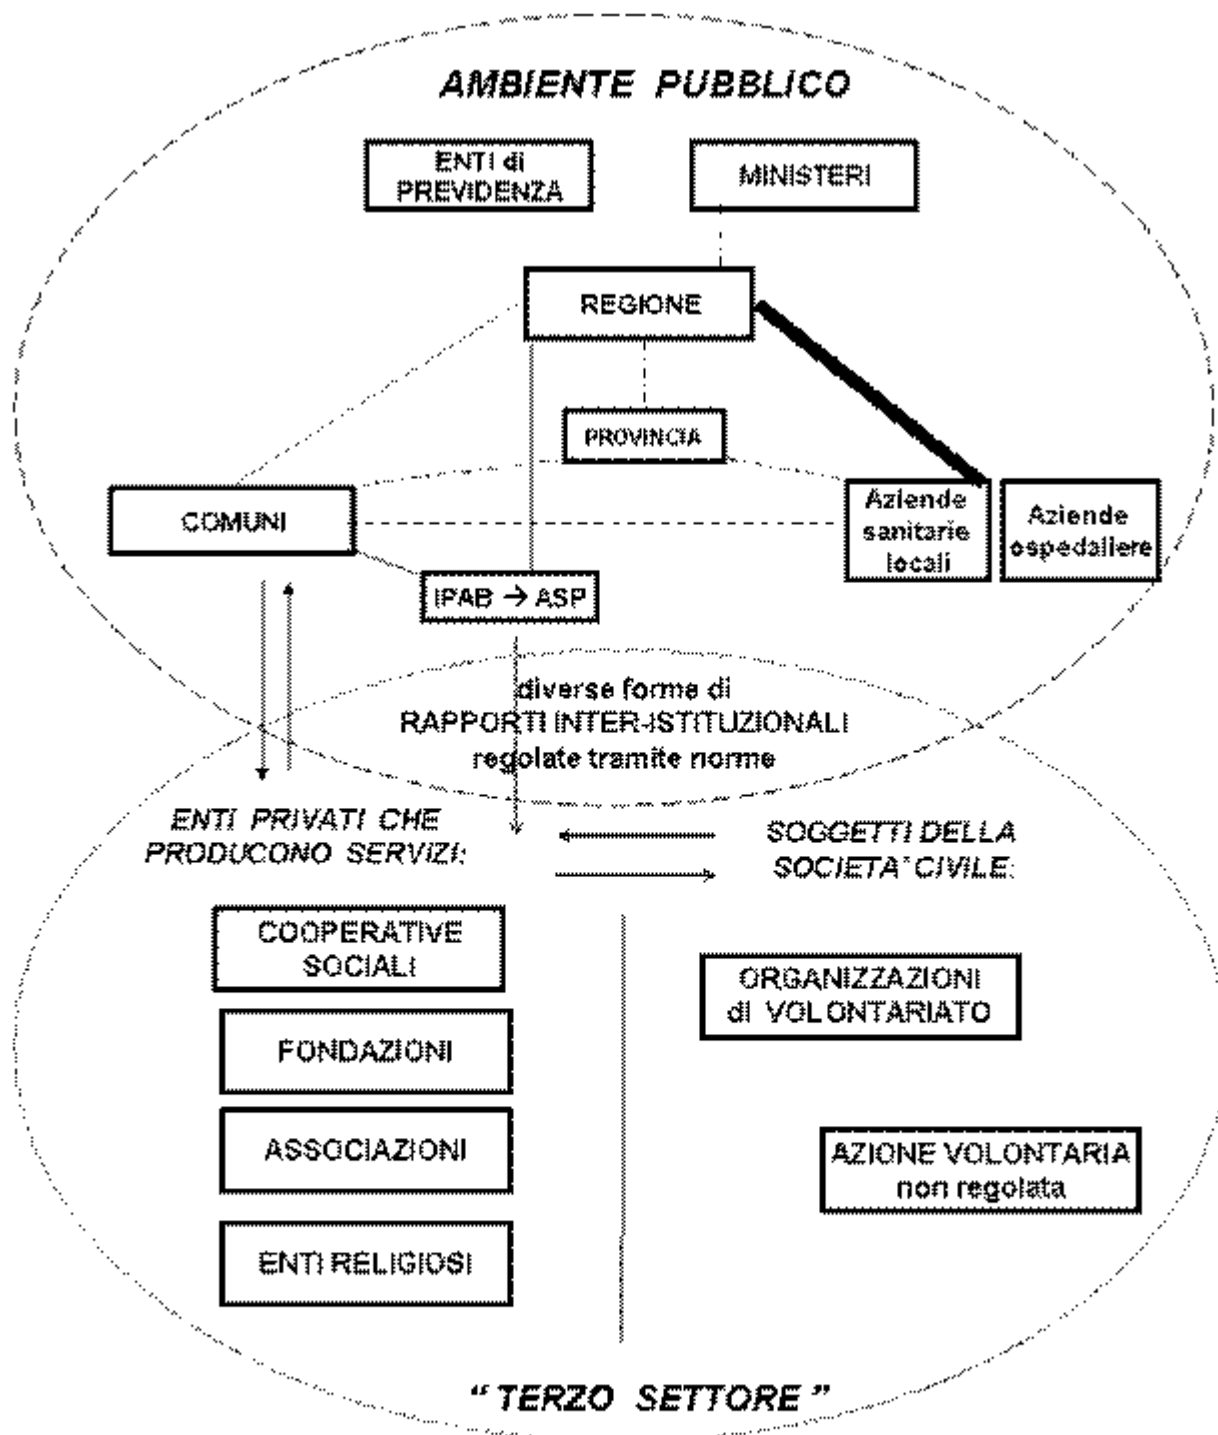 AMBIENTE PUBBLICO
ENTI di
PREVIDENZA
MINISTERI
REGIONE
PROVINCIA
COMUNI
Aziende
sanitarie
locali
Aziende
ospedaliere
IPAB → ASP
diverse forme di
RAPPORTI INTER-ISTITUZIONALI
regolate tramite norme
ENTI PRIVATI CHE
PRODUCONO SERVIZI:
SOGGETTI DELLA
SOCIETA' CIVILE:
COOPERATIVE
SOCIALI
FONDAZIONI
ASSOCIAZIONI
ENTI RELIGIOSI
ORGANIZZAZIONI
di VOLONTARIATO
AZIONE VOLONTARIA
non regolata
“ TERZO SETTORE ”